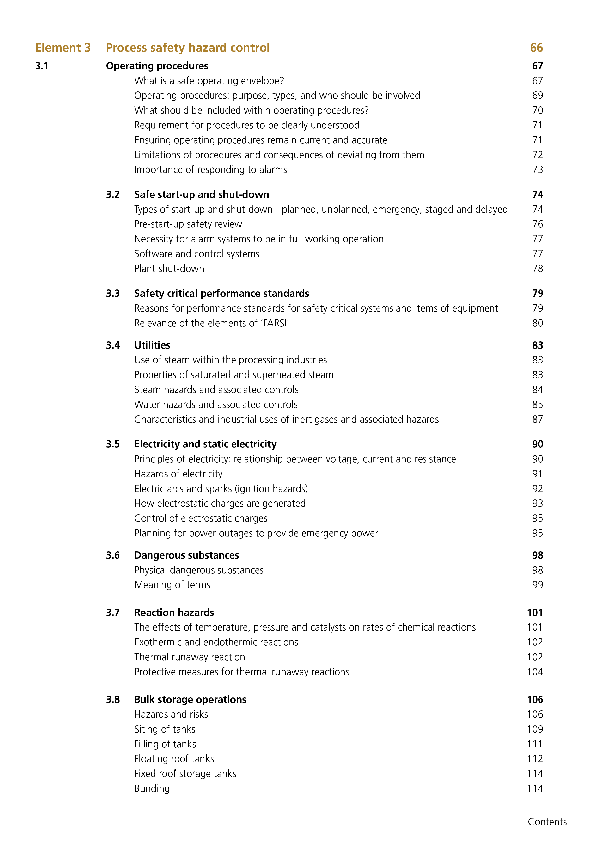 Element 3 Process safety hazard control 66
3.1 Operating procedures 67
What is a safe operating envelope? 67
Operating procedures: purpose, types, and who should be involved 69
What should be included within operating procedures? 70
Requirement for procedures to be clearly understood 71
Ensuring operating procedures remain current and accurate 71
Limitations of procedures and consequences of deviating from them 72
Importance of responding to alarms 73
3.2 Safe start-up and shut-down 74
Types of start-up and shut-down – planned, unplanned, emergency, staged and delayed 74
Pre-start-up safety review 76
Necessity for alarm systems to be in full working operation 77
Software and control systems 77
Plant shut-down 78
3.3 Safety critical performance standards 79
Reasons for performance standards for safety critical systems and items of equipment 79
Relevance of the elements of 'FARSI' 80
3.4 Utilities 83
Use of steam within the processing industries 83
Properties of saturated and superheated steam 83
Steam hazards and associated controls 84
Water hazards and associated controls 85
Characteristics and industrial uses of inert gases and associated hazards 87
3.5 Electricity and static electricity 90
Principles of electricity: relationship between voltage, current and resistance 90
Hazards of electricity 91
Electric arcs and sparks (ignition hazards) 92
How electrostatic charges are generated 93
Control of electrostatic charges 95
Planning for power outages to provide emergency power 95
3.6 Dangerous substances 98
Physical dangerous substances 98
Meaning of terms 99
3.7 Reaction hazards 101
The effects of temperature, pressure and catalysts on rates of chemical reactions 101
Exothermic and endothermic reactions 102
Thermal runaway reaction 102
Protective measures for thermal runaway reactions 104
3.8 Bulk storage operations 106
Hazards and risks 106
Siting of tanks 109
Filling of tanks 111
Floating roof tanks 112
Fixed roof storage tanks 114
Bunding 114
Contents